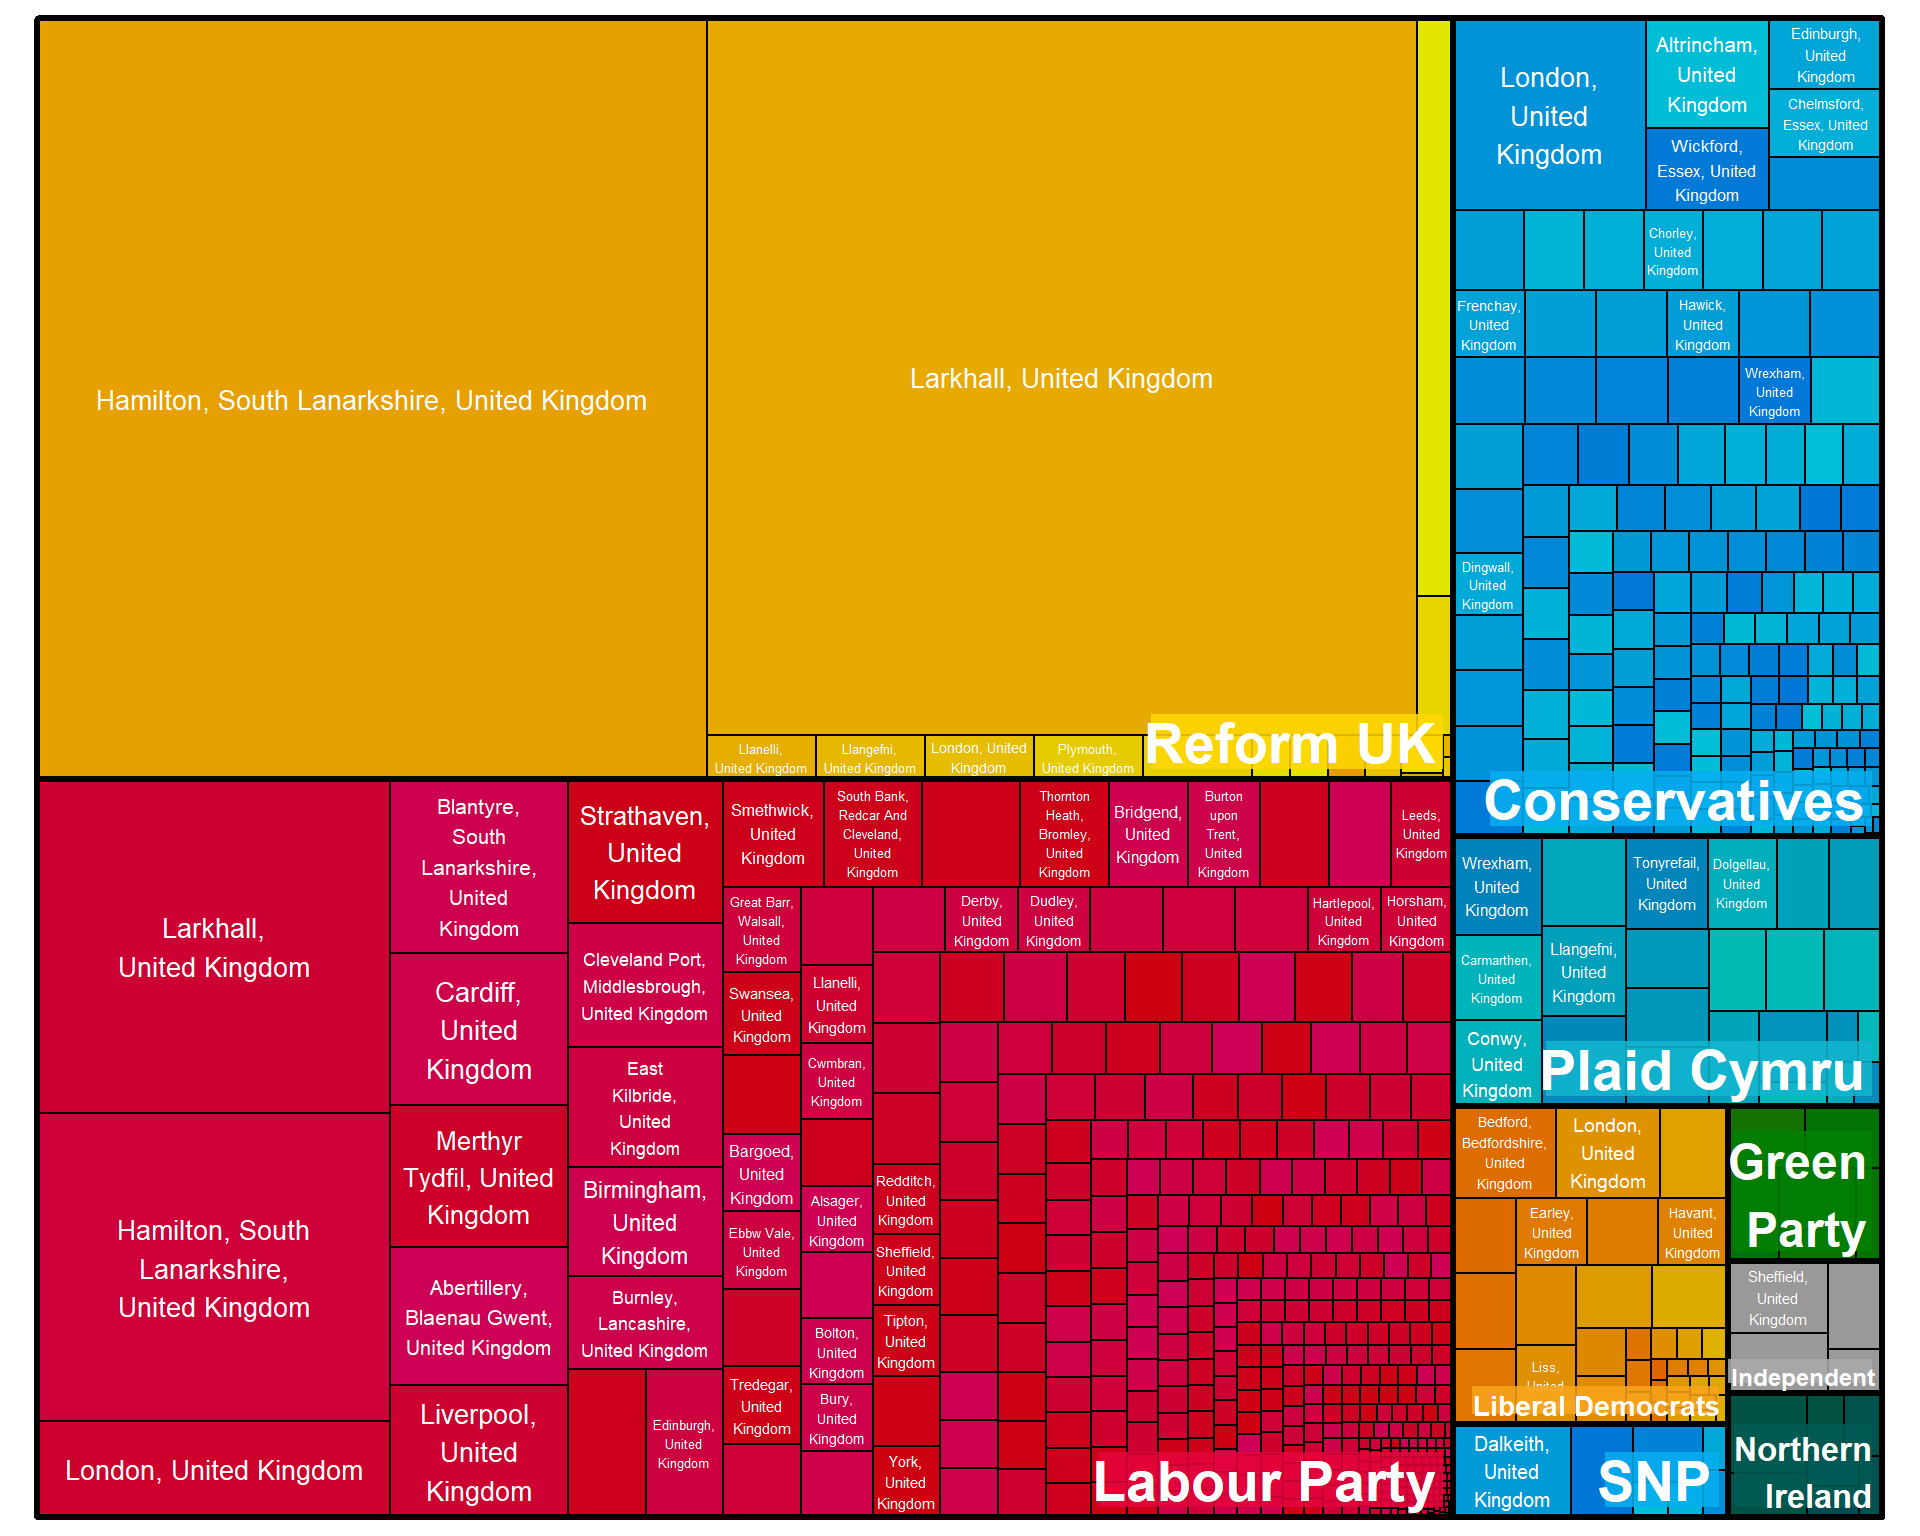 Hamilton, South Lanarkshire, United Kingdom
Larkhall, United Kingdom
Llanelli,
United Kingdom
Llangefni,
United Kingdom
London, United
Kingdom
Plymouth,
United Kingdom
Reform UK
London,
United
Kingdom
Altrincham,
United
Kingdom
Wickford,
Essex, United
Kingdom
Edinburgh,
United
Kingdom
Chelmsford,
Essex, United
Kingdom
Chorley,
United
Kingdom
Frenchay,
United
Kingdom
Hawick,
United
Kingdom
Wrexham,
United
Kingdom
Dingwall,
United
Kingdom
Conservatives
Larkhall,
United Kingdom
Hamilton, South
Lanarkshire,
United Kingdom
London, United Kingdom
Blantyre,
South
Lanarkshire,
United
Kingdom
Cardiff,
United
Kingdom
Merthyr
Tydfil, United
Kingdom
Abertillery,
Blaenau Gwent,
United Kingdom
Liverpool,
United
Kingdom
Strathaven,
United
Kingdom
Cleveland Port,
Middlesbrough,
United Kingdom
East
Kilbride,
United
Kingdom
Birmingham,
United
Kingdom
Burnley,
Lancashire,
United Kingdom
Edinburgh,
United
Kingdom
Smethwick,
United
Kingdom
South Bank,
Redcar And
Cleveland,
United
Kingdom
Thornton
Heath,
Bromley,
United
Kingdom
Bridgend,
United
Kingdom
Burton
upon
Trent,
United
Kingdom
Leeds,
United
Kingdom
Great Barr,
Walsall,
United
Kingdom
Swansea,
United
Kingdom
Bargoed,
United
Kingdom
Ebbw Vale,
United
Kingdom
Tredegar,
United
Kingdom
Llanelli,
United
Kingdom
Cwmbran,
United
Kingdom
Alsager,
United
Kingdom
Bolton,
United
Kingdom
Bury,
United
Kingdom
Derby,
United
Kingdom
Dudley,
United
Kingdom
Hartlepool,
United
Kingdom
Horsham,
United
Kingdom
Redditch,
United
Kingdom
Sheffield,
United
Kingdom
Tipton,
United
Kingdom
York,
United
Kingdom
Labour Party
Wrexham,
United
Kingdom
Carmarthen,
United
Kingdom
Conwy,
United
Kingdom
Llangefni,
United
Kingdom
Tonyrefail,
United
Kingdom
Dolgellau,
United
Kingdom
Plaid Cymru
Bedford,
Bedfordshire,
United
Kingdom
London,
United
Kingdom
Earley,
United
Kingdom
Havant,
United
Kingdom
Liss,
United
Liberal Democrats
Green
Party
Sheffield,
United
Kingdom
Independent
Dalkeith,
United
Kingdom
SNP
Northern
Ireland